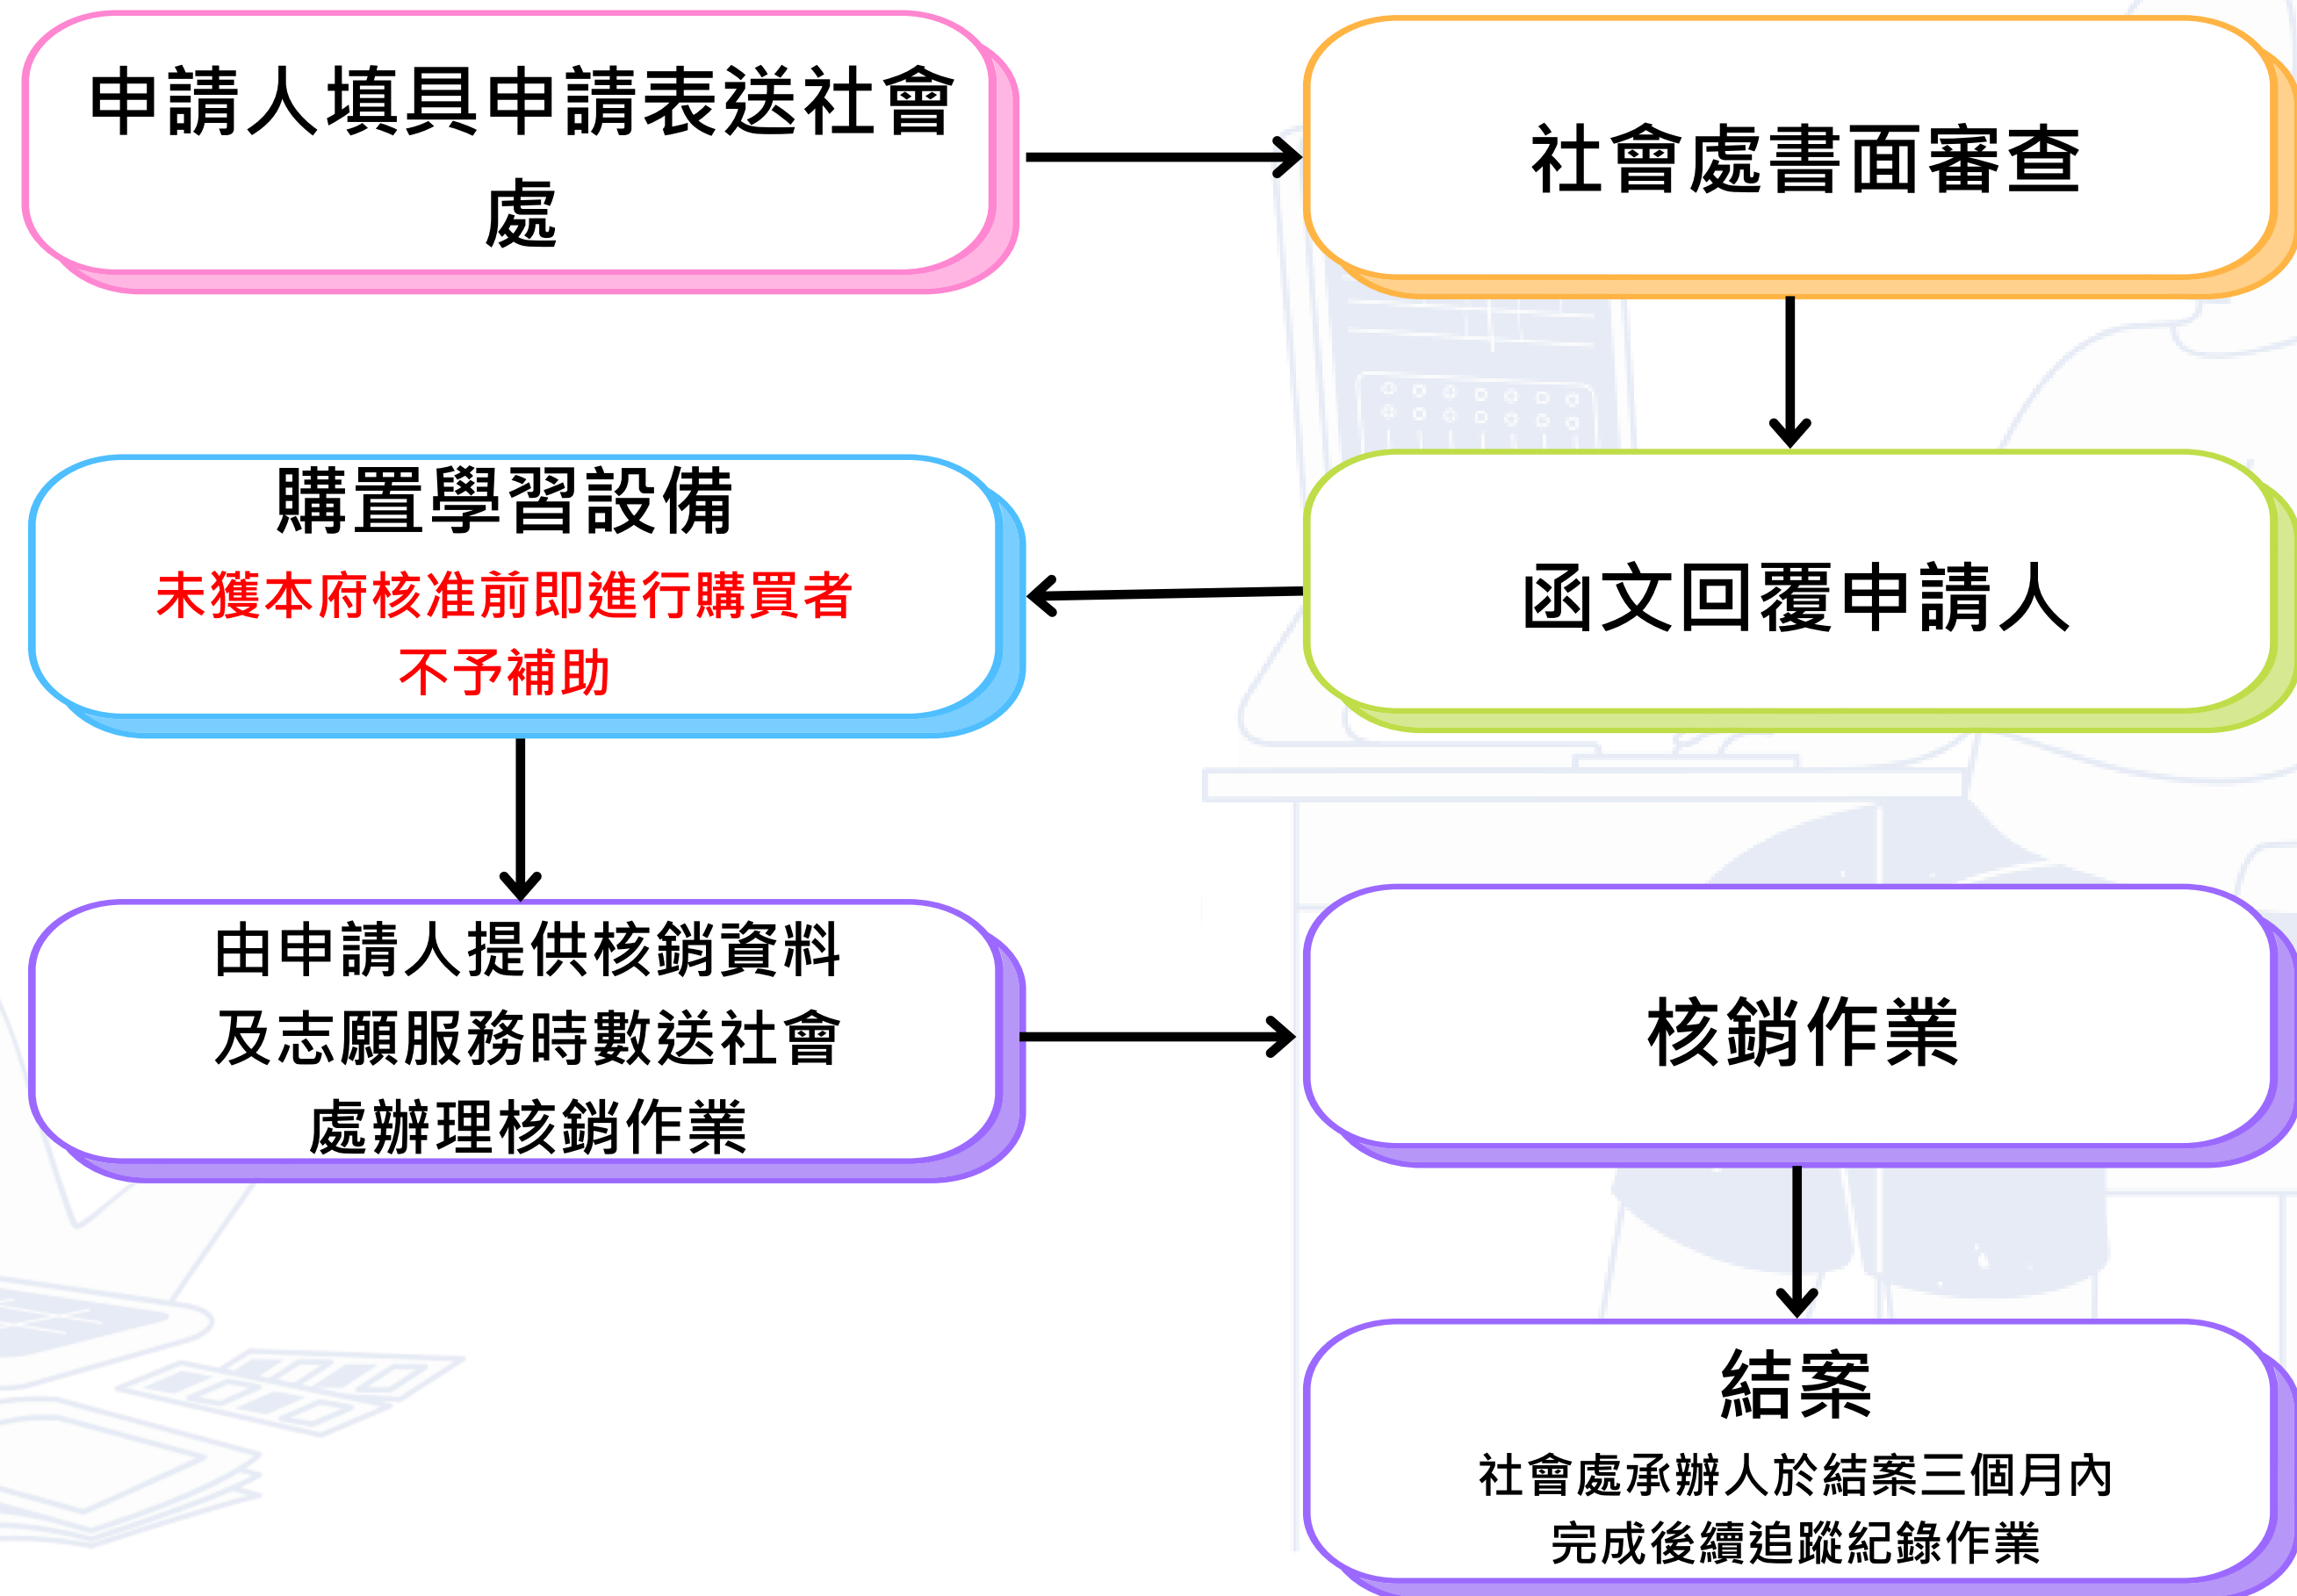 申請人填具申請表送社會
處
社會處書面審查
函文回覆申請人
購置學習設備
未獲本府核准前即進行購買者
不予補助
由申請人提供核銷資料
及志願服務時數送社會
處辦理核銷作業
核銷作業
結案
社會處承辦人於結案三個月內
完成後續追蹤紀錄作業